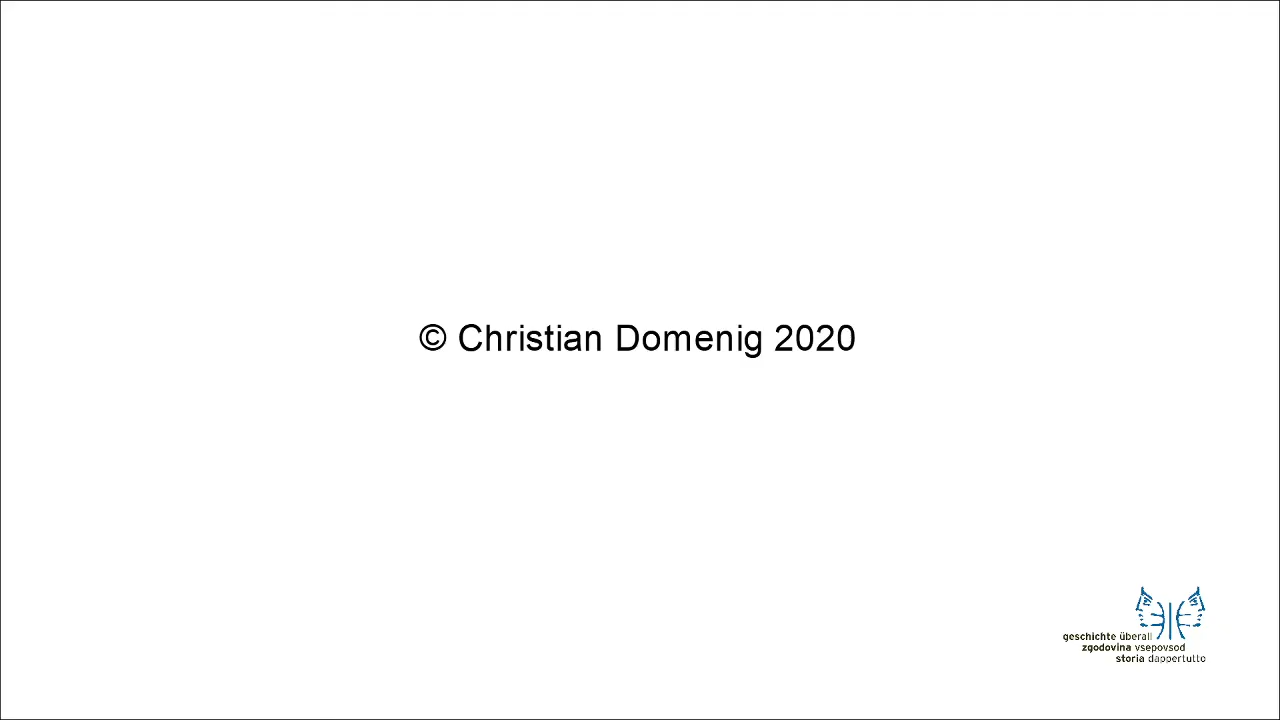 © Christian Domenig 2020
geschichte überall
zgodovina vsepovsod
storia dappertutto